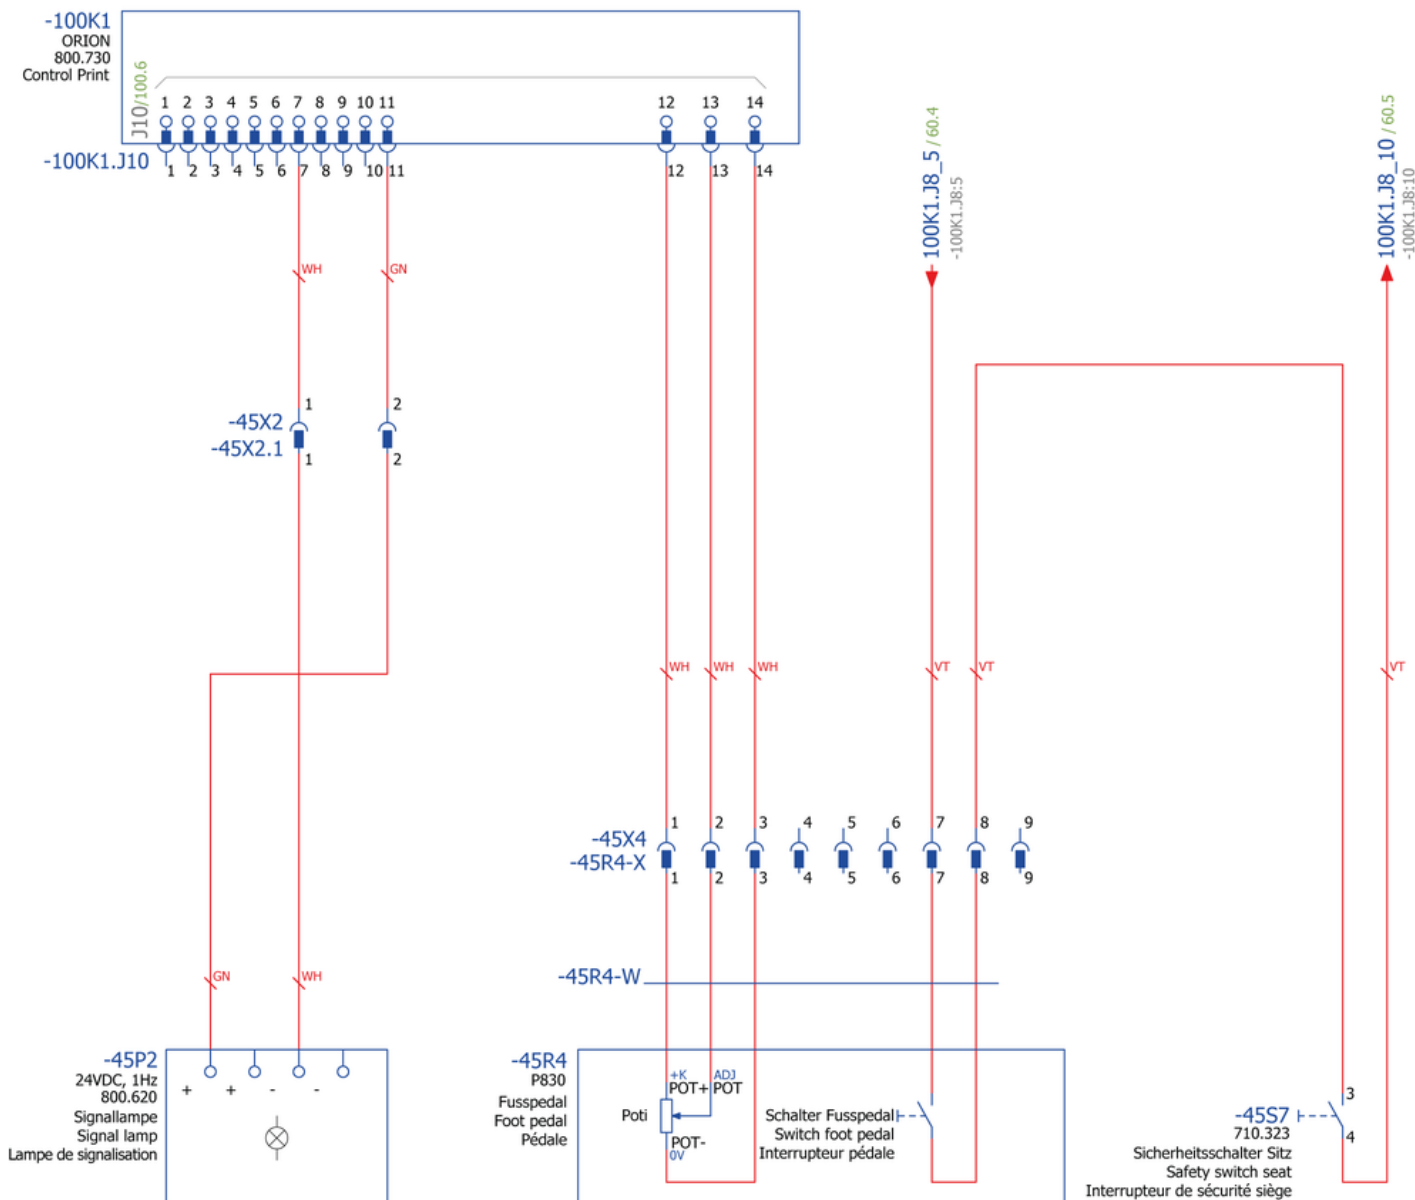 -100K1
ORION
800.730
Control Print
J10/100.6
1 2 3 4 5 6 7 8 9 10 11 12 13 14
-100K1.J10
1 2 3 4 5 6 7 8 9 10 11 12 13 14
100K1.J8_5 / 60.4
-100K1.J8:5
100K1.J8_10 / 60.5
-100K1.J8:10
WH GN
1 2
-45X2
-45X2.1
1 2
WH WH WH VT VT VT
1 2 3 4 5 6 7 8 9
-45X4
-45R4-X
1 2 3 4 5 6 7 8 9
GN WH
-45R4-W
-45P2
24VDC, 1Hz
800.620
Signallampe
Signal lamp
Lampe de signalisation
+ + - -
-45R4
P830
Fusspedal
Foot pedal
Pédale
+K ADJ
POT+ POT
Poti
POT-
0V
Schalter Fusspedal
Switch foot pedal
Interrupteur pédale
3
-45S7
4
710.323
Sicherheitsschalter Sitz
Safety switch seat
Interrupteur de sécurité siège